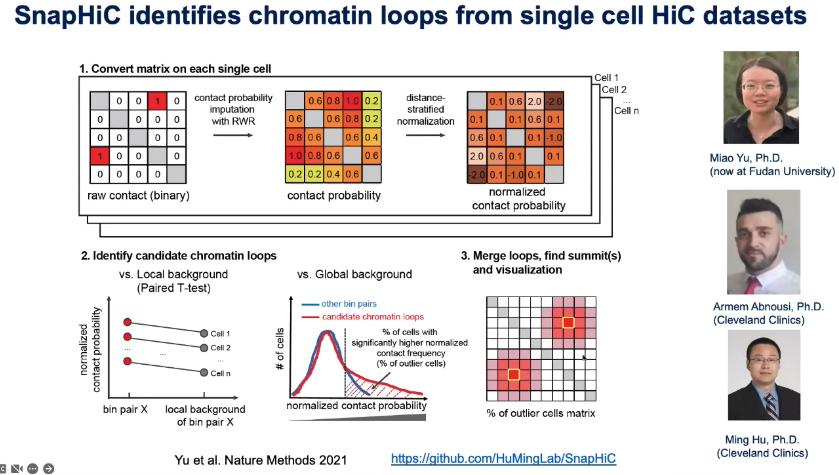 SnapHiC identifies chromatin loops from single cell HiC datasets
1. Convert matrix on each single cell
Cell 1
Cell 2
...
Cell n
contact probability
imputation
with RWR
distance-
stratified
normalization
0 0 1 0
0 0 0 0
0 0 0 0
1 0 0 0
0 0 0 0
raw contact (binary)
0.6 0.8 1.0 0.2
0.6 0.6 0.8 0.2
0.8 0.6 0.6 0.4
1.0 0.8 0.6 0.6
0.2 0.2 0.4 0.6
contact probability
0.1 0.6 2.0 -2.0
0.1 0.1 0.6 0.1
0.6 0.1 0.1 -1.0
2.0 0.6 0.1 0.1
-2.0 0.1 -1.0 0.1
normalized
contact probability
Miao Yu, Ph.D.
(now at Fudan University)
2. Identify candidate chromatin loops
vs. Local background
(Paired T-test)
normalized
contact probability
Cell 1
Cell 2
... ... ...
Cell n
bin pair X
local background
of bin pair X
vs. Global background
other bin pairs
candidate chromatin loops
# of cells
% of cells with
significantly higher normalized
contact frequency
(% of outlier cells)
normalized contact probability
3. Merge loops, find summit(s)
and visualization
% of outlier cells matrix
Armem Abnousi, Ph.D.
(Cleveland Clinics)
Ming Hu, Ph.D.
(Cleveland Clinics)
Yu et al. Nature Methods 2021
https://github.com/HuMingLab/SnapHiC